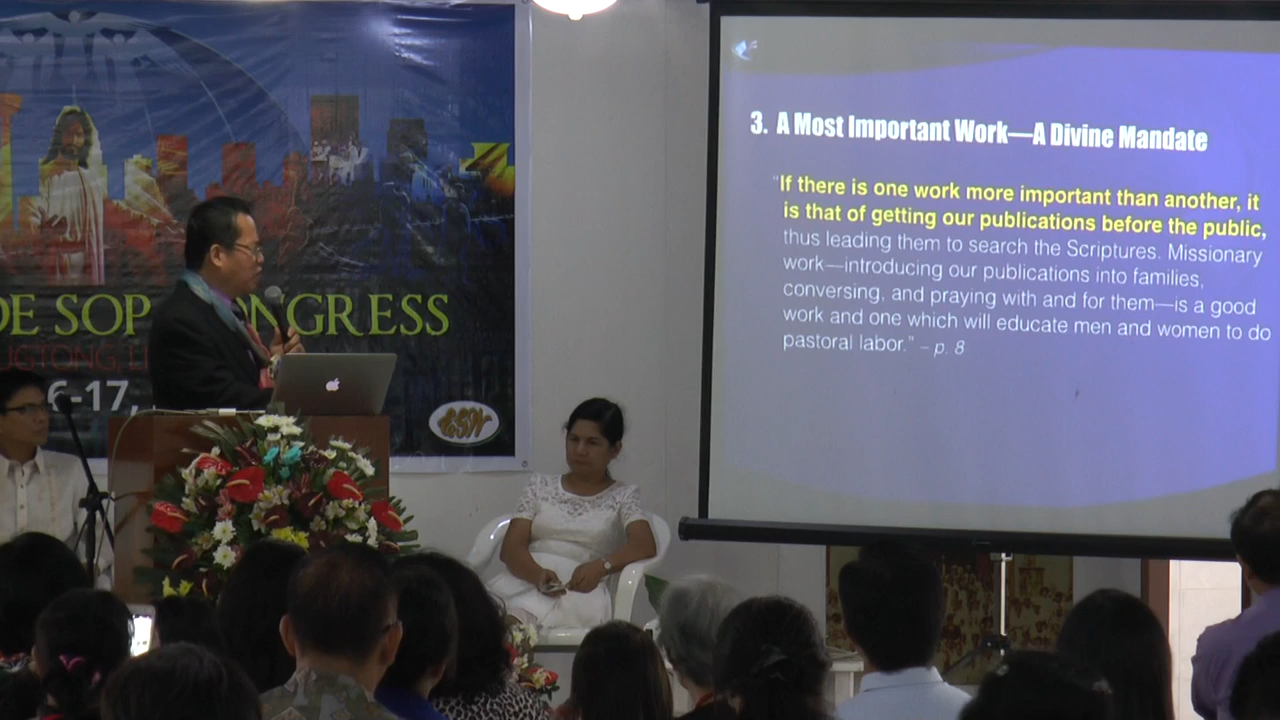 3. A Most Important Work—A Divine Mandate
"If there is one work more important than another, it
is that of getting our publications before the public,
thus leading them to search the Scriptures. Missionary
work—introducing our publications into families,
conversing, and praying with and for them—is a good
work and one which will educate men and women to do
pastoral labor." – p. 8
DE SOP CONGRESS
UGTONG
6-17,